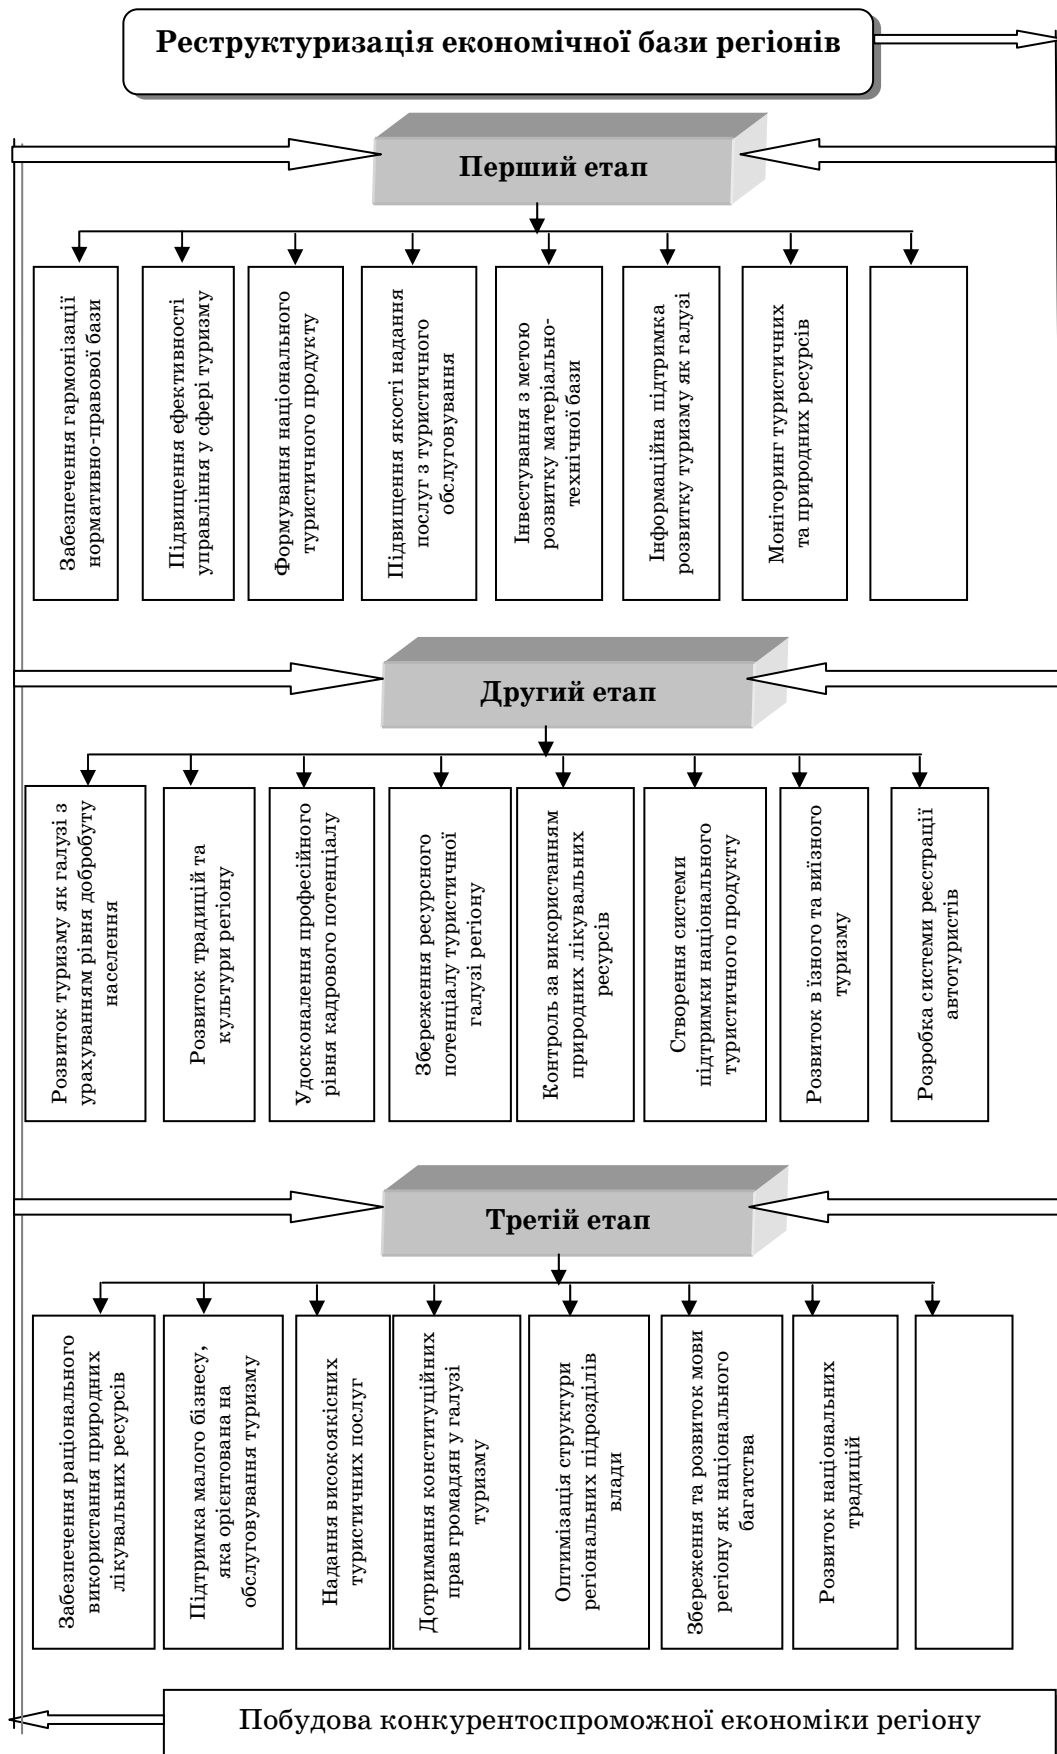 Реструктуризація економічної бази регіонів
Перший етап
Забезпечення гармонізації
нормативно-правової бази
Підвищення ефективності
управління у сфері туризму
Формування національного
туристичного продукту
Підвищення якості надання
послуг з туристичного
обслуговування
Інвестування з метою
розвитку матеріально-
технічної бази
Інформаційна підтримка
розвитку туризму як галузі
Моніторинг туристичних
та природних ресурсів
Другий етап
Розвиток туризму як галузі з
урахуванням рівня добробуту
населення
Розвиток традицій та
культури регіону
Удосконалення професійного
рівня кадрового потенціалу
Збереження ресурсного
потенціалу туристичної
галузі регіону
Контроль за використанням
природних лікувальних
ресурсів
Створення системи
підтримки національного
туристичного продукту
Розвиток в їзного та виїзного
туризму
Розробка системи реєстрації
автотуристів
Третій етап
Забезпечення раціонального
використання природних
лікувальних ресурсів
Підтримка малого бізнесу,
яка орієнтована на
обслуговування туризму
Надання високоякісних
туристичних послуг
Дотримання конституційних
прав громадян у галузі
туризму
Оптимізація структури
регіональних підрозділів
влади
Збереження та розвиток мови
регіону як національного
багатства
Розвиток національних
традицій
Побудова конкурентоспроможної економіки регіону